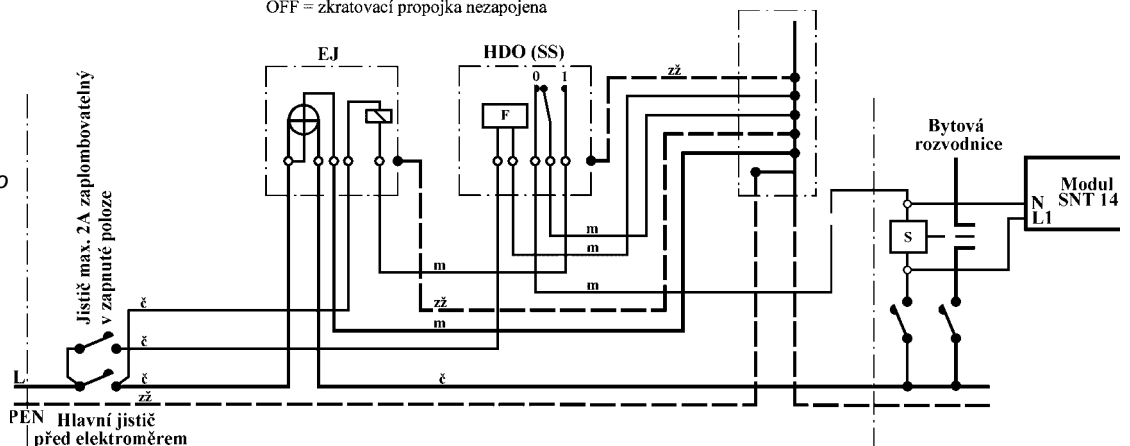 OFF = zkratovací propojka nezapojena
EJ
HDO (SS)
0 1
zž
F
Bytová
rozvodnice
Modul
SNT 14
N
L1
S
o
Jistič max. 2A zaplombovatelný
v zapnuté poloze
m
m
m
m
zž
m
č
č
č
č
L
zž
PEN
Hlavní jistič
před elektroměrem